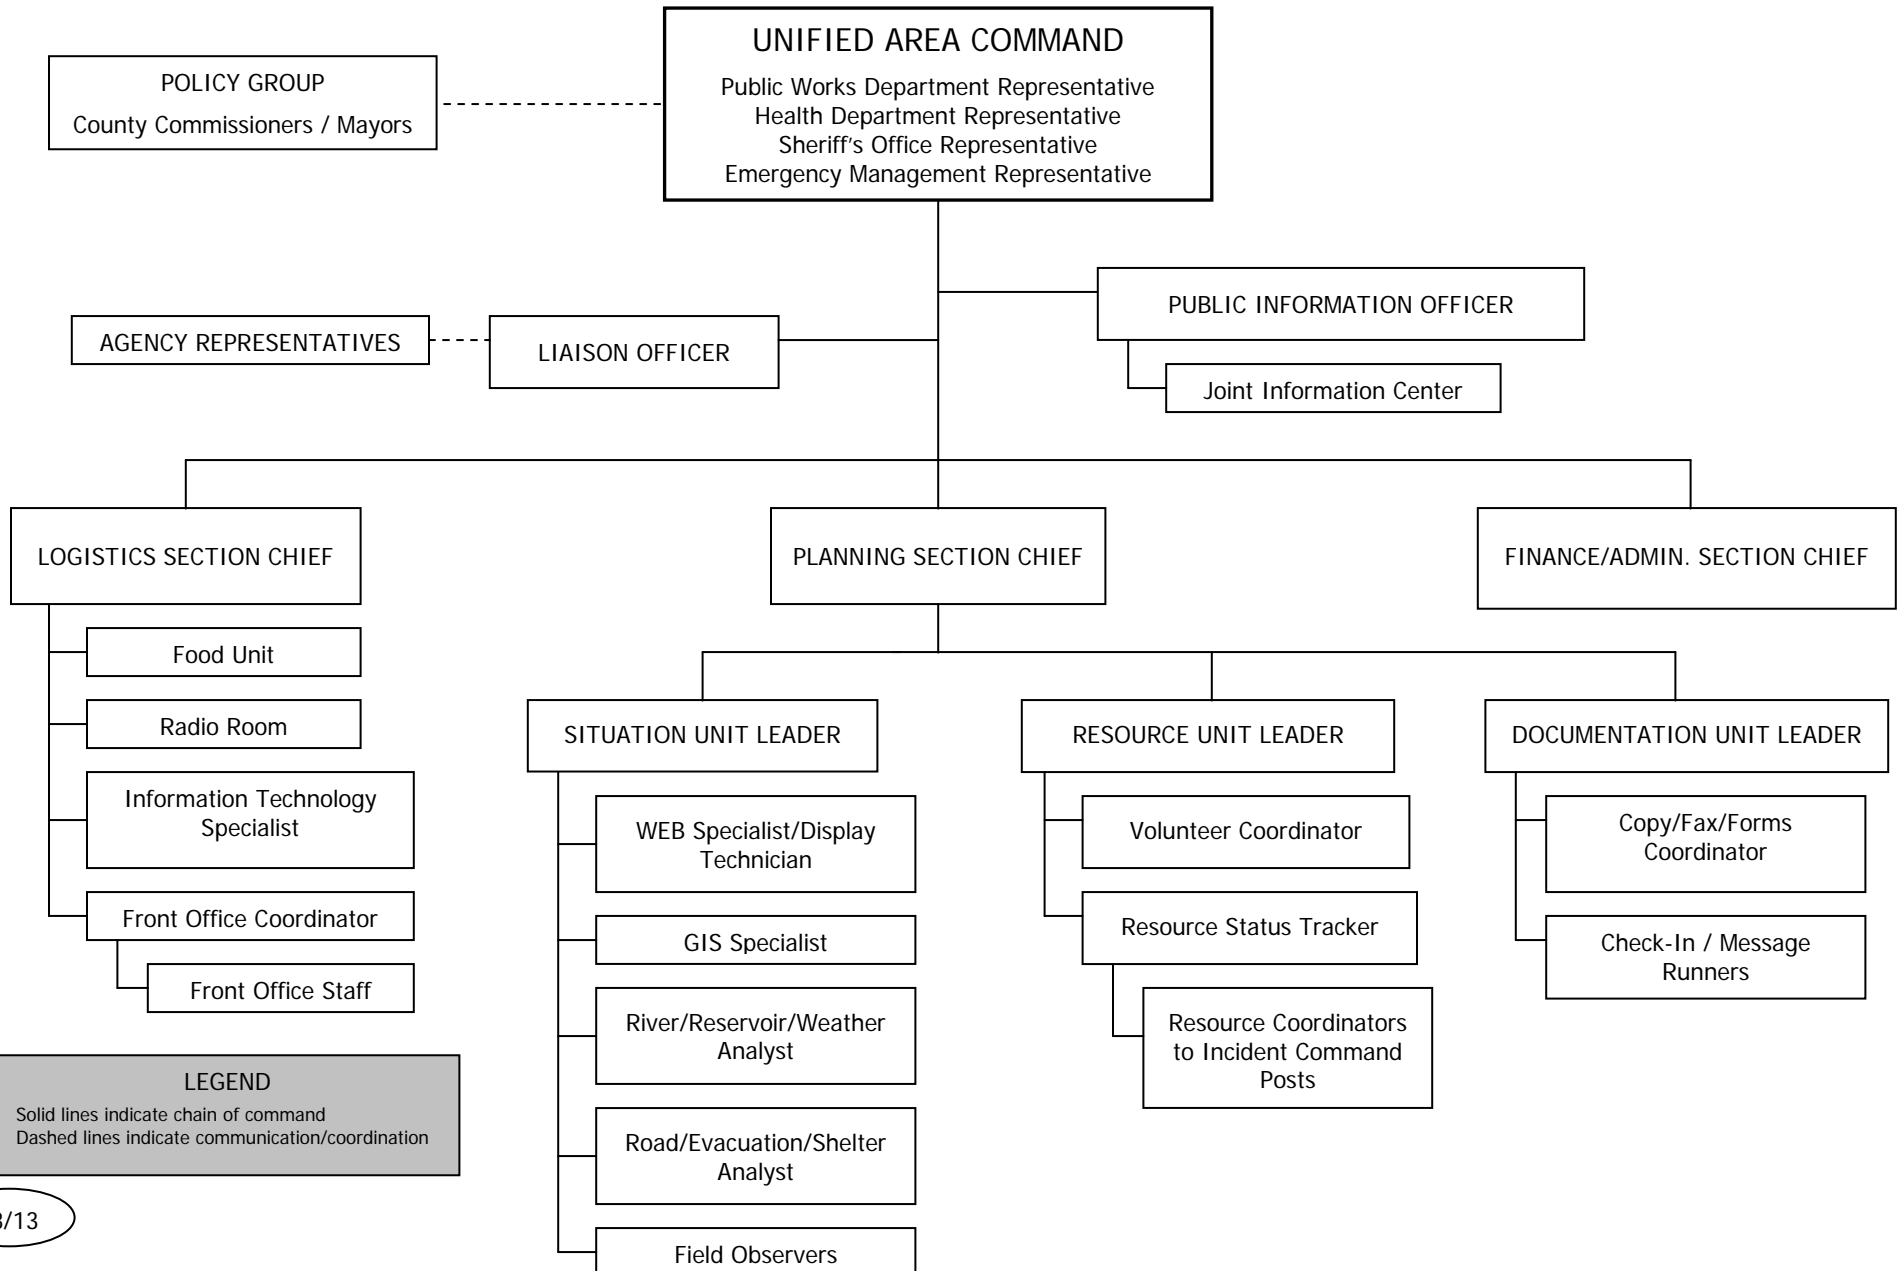 UNIFIED AREA COMMAND
Public Works Department Representative
Health Department Representative
Sheriff's Office Representative
Emergency Management Representative
POLICY GROUP
County Commissioners / Mayors
PUBLIC INFORMATION OFFICER
Joint Information Center
AGENCY REPRESENTATIVES
LIAISON OFFICER
LOGISTICS SECTION CHIEF
Food Unit
Radio Room
Information Technology
Specialist
Front Office Coordinator
Front Office Staff
PLANNING SECTION CHIEF
SITUATION UNIT LEADER
WEB Specialist/Display
Technician
GIS Specialist
River/Reservoir/Weather
Analyst
Road/Evacuation/Shelter
Analyst
Field Observers
RESOURCE UNIT LEADER
Volunteer Coordinator
Resource Status Tracker
Resource Coordinators
to Incident Command
Posts
DOCUMENTATION UNIT LEADER
Copy/Fax/Forms
Coordinator
Check-In / Message
Runners
FINANCE/ADMIN. SECTION CHIEF
LEGEND
Solid lines indicate chain of command
Dashed lines indicate communication/coordination
/13